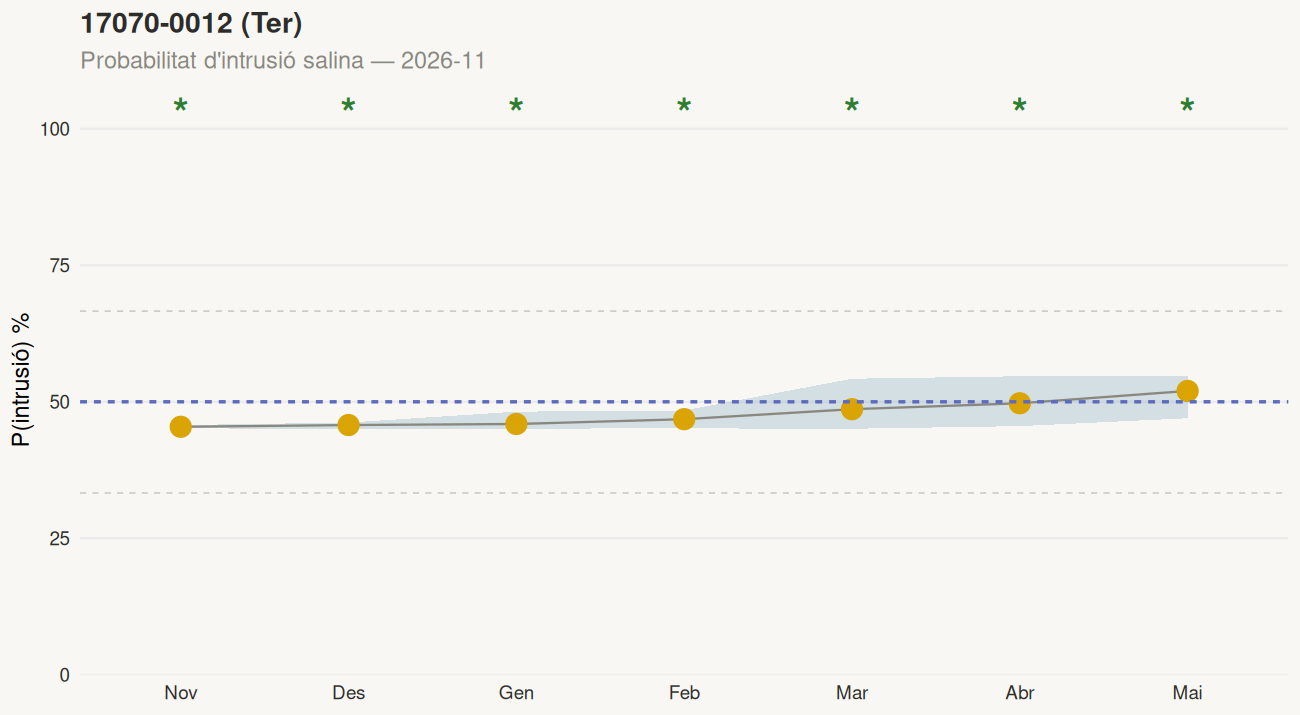 17070-0012 (Ter)
Probabilitat d'intrusió salina — 2026-11
* * * * * * *
100
75
50
25
0
P(intrusió) %
Nov Des Gen Feb Mar Abr Mai